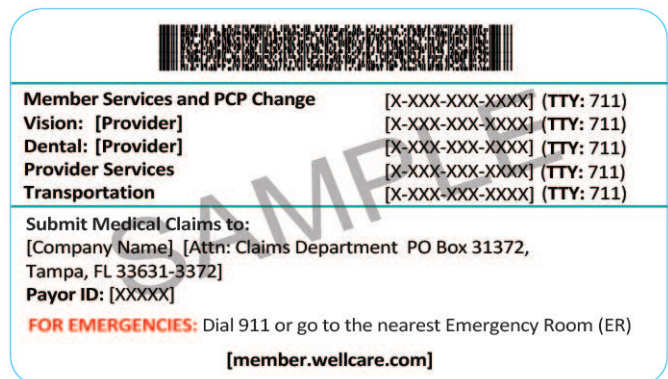 Member Services and PCP Change [X-XXX-XXX-XXXX] (TTY: 711)
Vision: [Provider] [X-XXX-XXX-XXXX] (TTY: 711)
Dental: [Provider] [X-XXX-XXX-XXXX] (TTY: 711)
Provider Services [X-XXX-XXX-XXXX] (TTY: 711)
Transportation [X-XXX-XXX-XXXX] (TTY: 711)
SAMPLE
Submit Medical Claims to:
[Company Name] [Attn: Claims Department PO Box 31372,
Tampa, FL 33631-3372]
Payor ID: [XXXXX]
FOR EMERGENCIES: Dial 911 or go to the nearest Emergency Room (ER)
[member.wellcare.com]